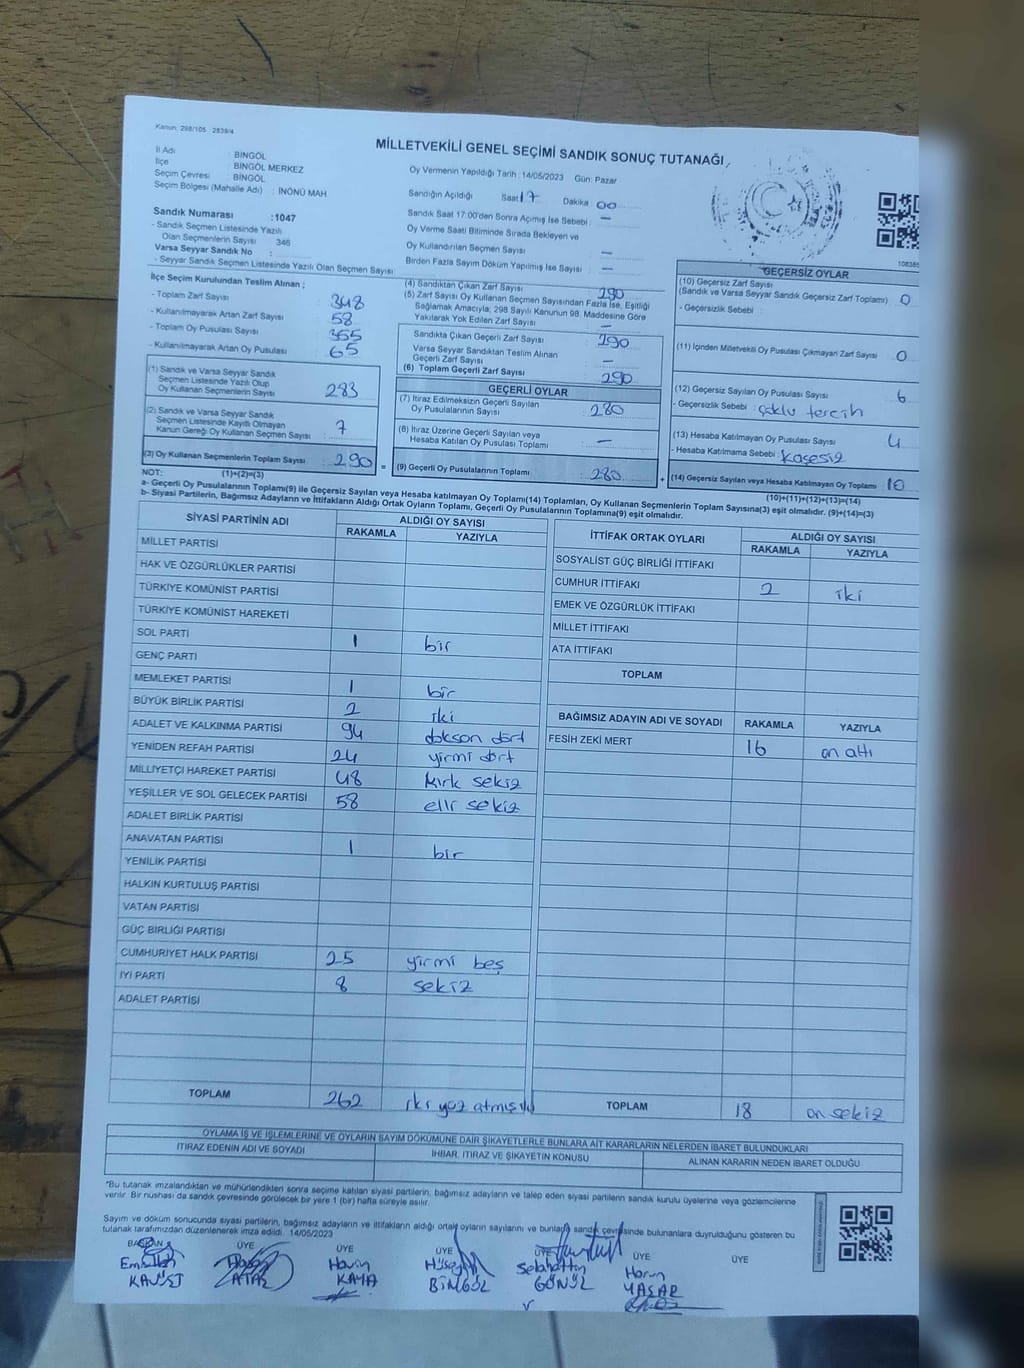 Kanun: 298/105 2839/4
MİLLETVEKİLİ GENEL SEÇİMİ SANDIK SONUÇ TUTANAĞI
İl Adı : BİNGÖL
İlçe : BİNGÖL MERKEZ
Seçim Çevresi : BİNGÖL
Seçim Bölgesi (Mahalle Adı) : İNÖNÜ MAH
Oy Vermenin Yapıldığı Tarih : 14/05/2023 Gün: Pazar
Sandığın Açıldığı Saat 17 Dakika 00
Sandık Saat 17:00'den Sonra Açımış İse Sebebi : —
Oy Verme Saati Bitiminde Sırada Bekleyen ve
Oy Kullandırılan Seçmen Sayısı : —
Birden Fazla Sayım Döküm Yapılmış İse Sayısı : —
Sandık Numarası : 1047
- Sandık Seçmen Listesinde Yazılı
Olan Seçmenlerin Sayısı 346
Varsa Seyyar Sandık No :
- Seyyar Sandık Seçmen Listesinde Yazılı Olan Seçmen Sayısı :
İlçe Seçim Kurulundan Teslim Alınan ;
- Toplam Zarf Sayısı : 348
- Kullanılmayarak Artan Zarf Sayısı : 58
- Toplam Oy Pusulası Sayısı : 355
- Kullanılmayarak Artan Oy Pusulası : 65
(1) Sandık ve Varsa Seyyar Sandık
Seçmen Listesinde Yazılı Olup
Oy Kullanan Seçmenlerin Sayısı : 283
(2) Sandık ve Varsa Seyyar Sandık
Seçmen Listesinde Kayıtlı Olmayan
Kanun Gereği Oy Kullanan Seçmen Sayısı : 7
(3) Oy Kullanan Seçmenlerin Toplam Sayısı : 290
(4) Sandıktan Çıkan Zarf Sayısı : 290
(5) Zarf Sayısı Oy Kullanan Seçmen Sayısından Fazla İse, Eşitliği
Sağlamak Amacıyla; 298 Sayılı Kanunun 98. Maddesine Göre
Yakılarak Yok Edilen Zarf Sayısı : —
Sandıkta Çıkan Geçerli Zarf Sayısı : 290
Varsa Seyyar Sandıktan Teslim Alınan
Geçerli Zarf Sayısı : —
(6) Toplam Geçerli Zarf Sayısı : 290
GEÇERLİ OYLAR
(7) İtiraz Edilmeksizin Geçerli Sayılan
Oy Pusulalarının Sayısı : 280
(8) İtiraz Üzerine Geçerli Sayılan veya
Hesaba Katılan Oy Pusulası Toplamı : —
= (9) Geçerli Oy Pusulalarının Toplamı : 280
GEÇERSİZ OYLAR
(10) Geçersiz Zarf Sayısı
(Sandık ve Varsa Seyyar Sandık Geçersiz Zarf Toplamı) : 0
- Geçersizlik Sebebi :
(11) İçinden Milletvekili Oy Pusulası Çıkmayan Zarf Sayısı : 0
(12) Geçersiz Sayılan Oy Pusulası Sayısı : 6
- Geçersizlik Sebebi : çoklu tercih
(13) Hesaba Katılmayan Oy Pusulası Sayısı : 4
- Hesaba Katılmama Sebebi : kaşesiz
+ (14) Geçersiz Sayılan veya Hesaba Katılmayan Oy Toplamı : 10
(10)+(11)+(12)+(13)=(14)
NOT: (1)+(2)=(3)
a- Geçerli Oy Pusulalarının Toplamı(9) ile Geçersiz Sayılan veya Hesaba katılmayan Oy Toplamı(14) Toplamları, Oy Kullanan Seçmenlerin Toplam Sayısına(3) eşit olmalıdır. (9)+(14)=(3)
b- Siyasi Partilerin, Bağımsız Adayların ve İttifakların Aldığı Ortak Oyların Toplamı, Geçerli Oy Pusulalarının Toplamına(9) eşit olmalıdır.
SİYASİ PARTİNİN ADI ALDIĞI OY SAYISI
RAKAMLA YAZIYLA
MİLLET PARTİSİ
HAK VE ÖZGÜRLÜKLER PARTİSİ
TÜRKİYE KOMÜNİST PARTİSİ
TÜRKİYE KOMÜNİST HAREKETİ
SOL PARTİ 1 bir
GENÇ PARTİ
MEMLEKET PARTİSİ 1 bir
BÜYÜK BİRLİK PARTİSİ 2 iki
ADALET VE KALKINMA PARTİSİ 94 doksan dört
YENİDEN REFAH PARTİSİ 24 yirmi dört
MİLLİYETÇİ HAREKET PARTİSİ 48 kırk sekiz
YEŞİLLER VE SOL GELECEK PARTİSİ 58 elli sekiz
ADALET BİRLİK PARTİSİ
ANAVATAN PARTİSİ 1 bir
YENİLİK PARTİSİ
HALKIN KURTULUŞ PARTİSİ
VATAN PARTİSİ
GÜÇ BİRLİĞİ PARTİSİ
CUMHURİYET HALK PARTİSİ 25 yirmi beş
İYİ PARTİ 8 sekiz
ADALET PARTİSİ
TOPLAM 262 iki yüz atmış iki
İTTİFAK ORTAK OYLARI ALDIĞI OY SAYISI
RAKAMLA YAZIYLA
SOSYALİST GÜÇ BİRLİĞİ İTTİFAKI
CUMHUR İTTİFAKI 2 iki
EMEK VE ÖZGÜRLÜK İTTİFAKI
MİLLET İTTİFAKI
ATA İTTİFAKI
TOPLAM
BAĞIMSIZ ADAYIN ADI VE SOYADI RAKAMLA YAZIYLA
FESİH ZEKİ MERT 16 on altı
TOPLAM 18 on sekiz
OYLAMA İŞ VE İŞLEMLERİNE VE OYLARIN SAYIM DÖKÜMÜNE DAİR ŞİKAYETLERLE BUNLARA AİT KARARLARIN NELERDEN İBARET BULUNDUKLARI
İTİRAZ EDENİN ADI VE SOYADI İHBAR, İTİRAZ VE ŞİKAYETİN KONUSU ALINAN KARARIN NEDEN İBARET OLDUĞU
"Bu tutanak imzalandıktan ve mühürlendikten sonra seçime katılan siyasi partilerin, bağımsız adayların ve talep eden siyasi partilerin sandık kurulu üyelerine veya gözlemcilerine
verilir. Bir nüshası da sandık çevresinde görülecek bir yere 1 (bir) hafta süreyle asılır.
Sayım ve döküm sonucunda siyasi partilerin, bağımsız adayların ve ittifakların aldığı ortak oyların sayılarını ve bunların sandık çevresinde bulunanlara duyrulduğunu gösteren bu
tutanak tarafımızdan düzenlenerek imza edildi. 14/05/2023
BAŞKAN ÜYE ÜYE ÜYE ÜYE ÜYE ÜYE
Havin KAYA
Hüseyin BİNGÖL
Selahattin GÖNÜL
Harun YAŞAR